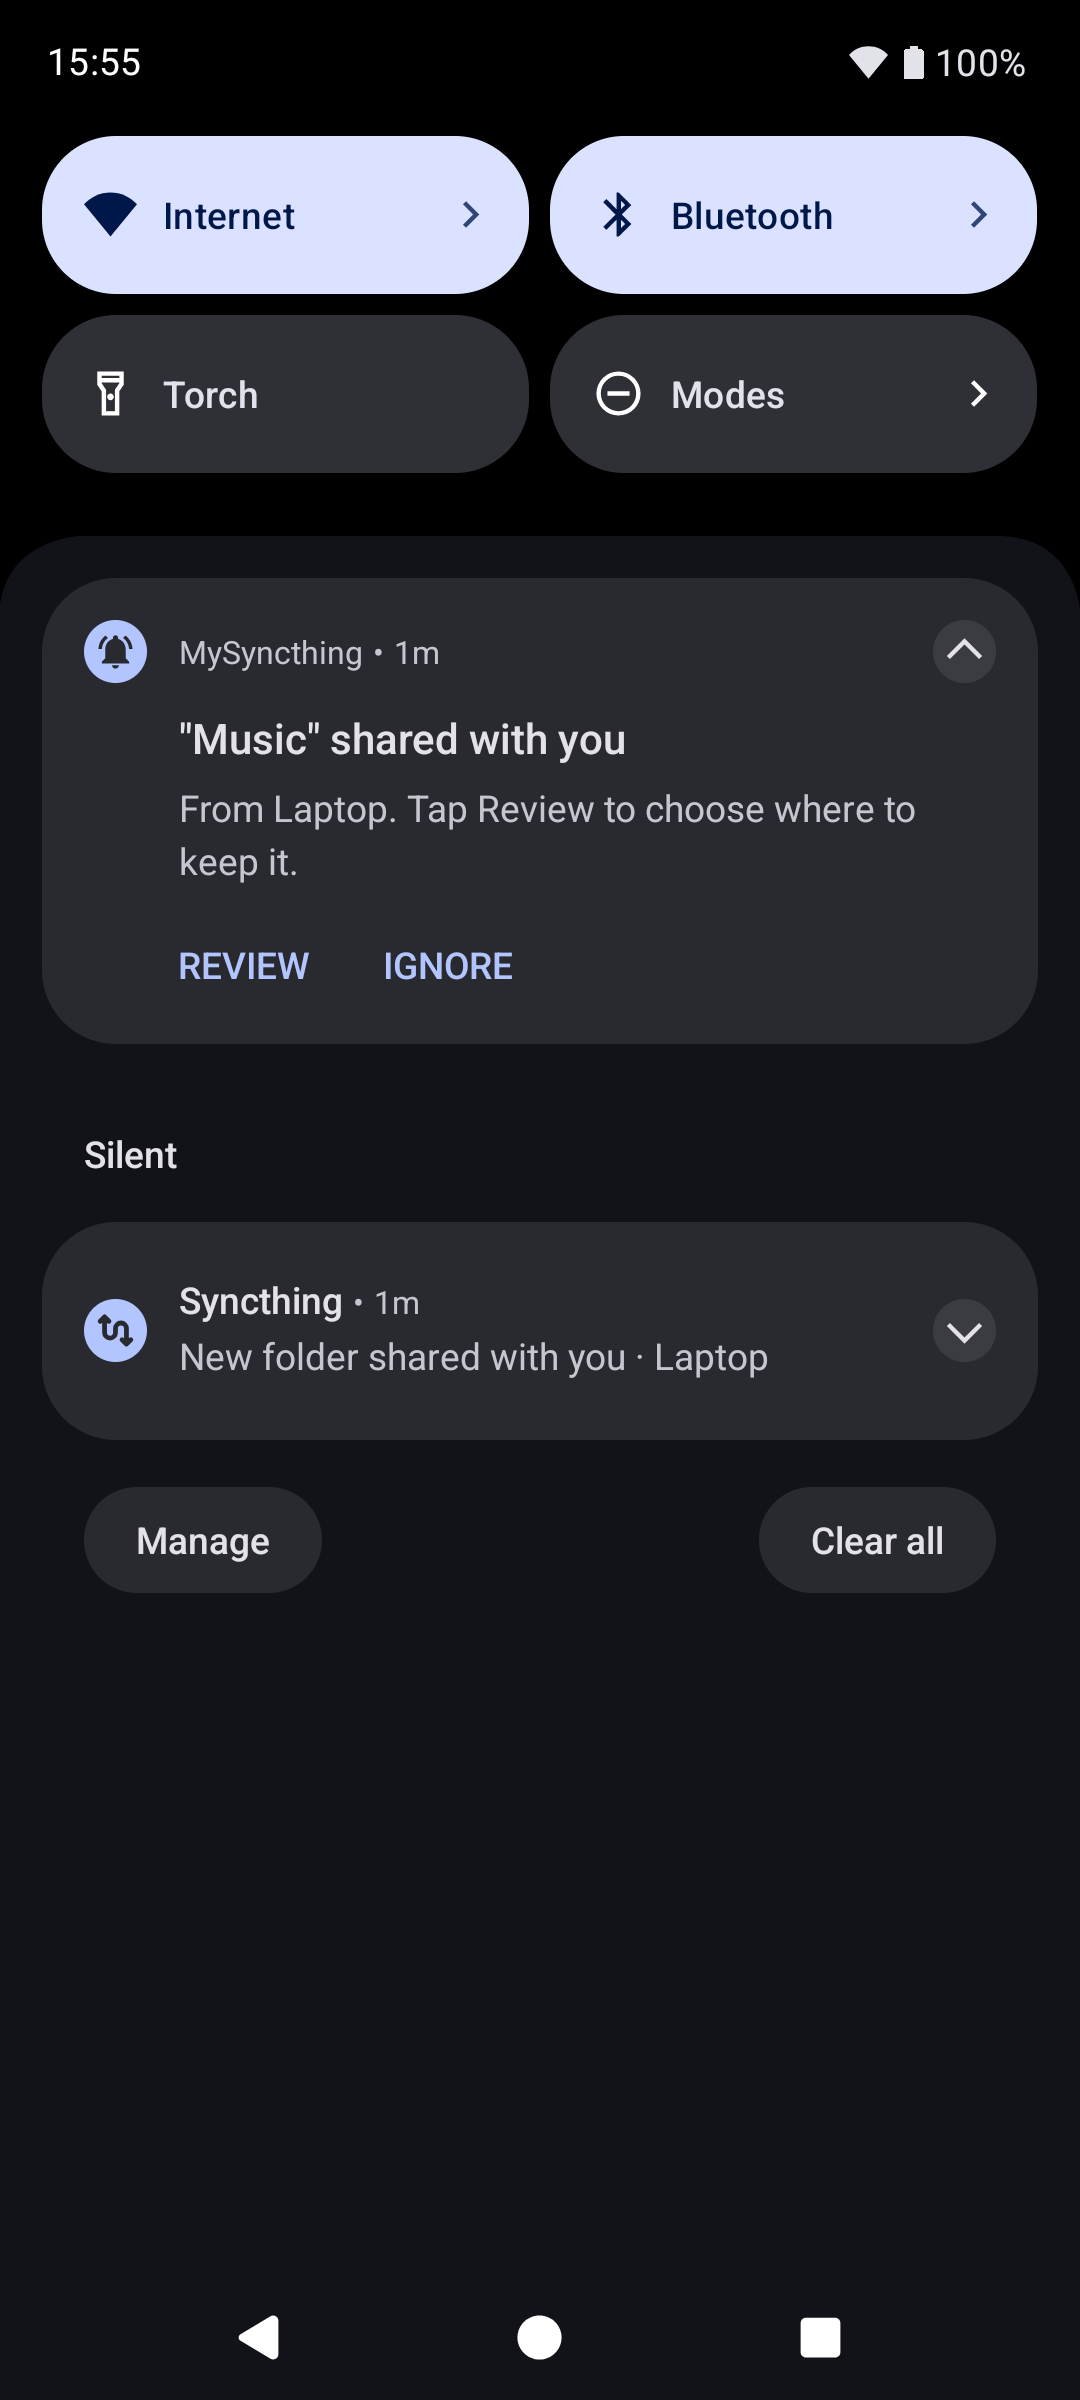 15:55
100%
Internet
Bluetooth
Torch
Modes
MySyncthing • 1m
"Music" shared with you
From Laptop. Tap Review to choose where to
keep it.
REVIEW
IGNORE
Silent
Syncthing • 1m
New folder shared with you · Laptop
Manage
Clear all